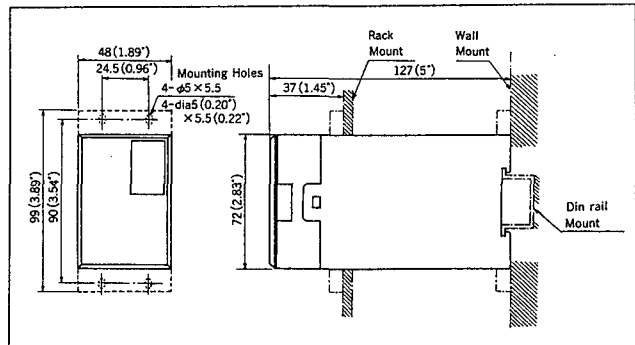 48 (1.89")
24.5 (0.96")
Mounting Holes
4-φ5×5.5
4-dia5 (0.20")
×5.5 (0.22")
99 (3.89")
90 (3.54")
Rack
Mount
Wall
Mount
127 (5")
37 (1.45")
72 (2.83")
Din rail
Mount